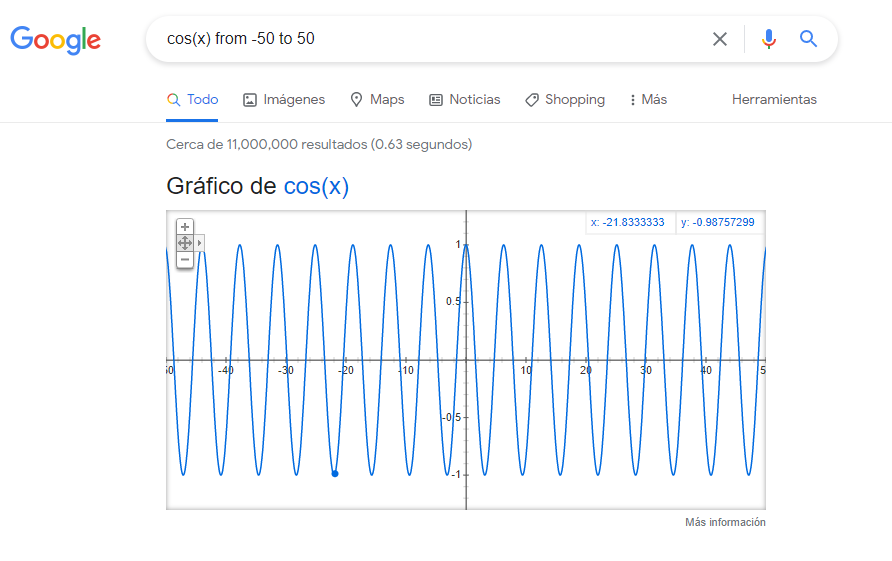 Google
cos(x) from -50 to 50
Todo Imágenes Maps Noticias Shopping Más Herramientas
Cerca de 11,000,000 resultados (0.63 segundos)
Gráfico de cos(x)
x: -21.8333333 y: -0.98757299
1
0.5
-40 -30 -20 -10 10 20 30 40
-0.5
-1
Más información